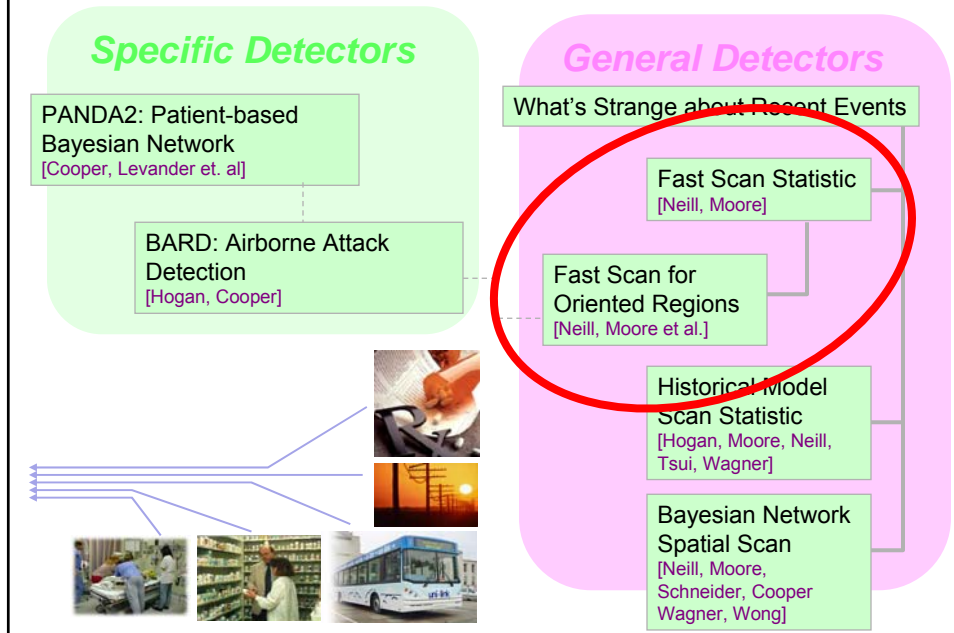 Specific Detectors
PANDA2: Patient-based
Bayesian Network
[Cooper, Levander et. al]
BARD: Airborne Attack
Detection
[Hogan, Cooper]
General Detectors
What's Strange about Recent Events
Fast Scan Statistic
[Neill, Moore]
Fast Scan for
Oriented Regions
[Neill, Moore et al.]
Historical Model
Scan Statistic
[Hogan, Moore, Neill,
Tsui, Wagner]
Bayesian Network
Spatial Scan
[Neill, Moore,
Schneider, Cooper
Wagner, Wong]
uni-link